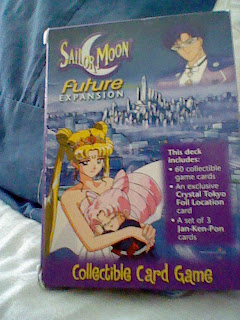 SAILOR MOON
Future
EXPANSION
This deck
includes:
• 60 collectible
game cards
• An exclusive
Crystal Tokyo
Foil Location
card
• A set of 3
Jan-Ken-Pon
cards
Collectible Card Game